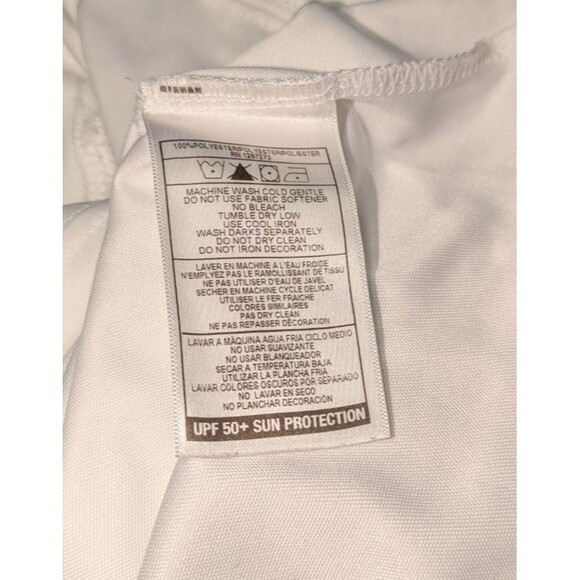 100%POLYESTER/POLYESTER/POLIESTER
RN 1267273
MACHINE WASH COLD GENTLE
DO NOT USE FABRIC SOFTENER
NO BLEACH
TUMBLE DRY LOW
USE COOL IRON
WASH DARKS SEPARATELY
DO NOT DRY CLEAN
DO NOT IRON DECORATION
LAVER EN MACHINE A L'EAU FROIDE
N'EMPLOYEZ PAS LE RAMOLLISSANT DE TISSU
NE PAS UTILISER D'EAU DE JAVEL
SECHER EN MACHINE CYCLE DELICAT
UTILISER LE FER FRAICHE
COLORES SIMILAIRES
PAS DRY CLEAN
NE PAS REPASSER DÉCORATION
LAVAR A MÀQUINA AGUA FRIA CICLO MEDIO
NO USAR SUAVIZANTE
NO USAR BLANQUEADOR
SECAR A TEMPERATURA BAJA
UTILIZAR LA PLANCHA FRIA
LAVAR COLORES OSCUROS POR SEPARADO
NO LAVAR EN SECO
NO PLANCHAR DECORACIÓN
UPF 50+ SUN PROTECTION